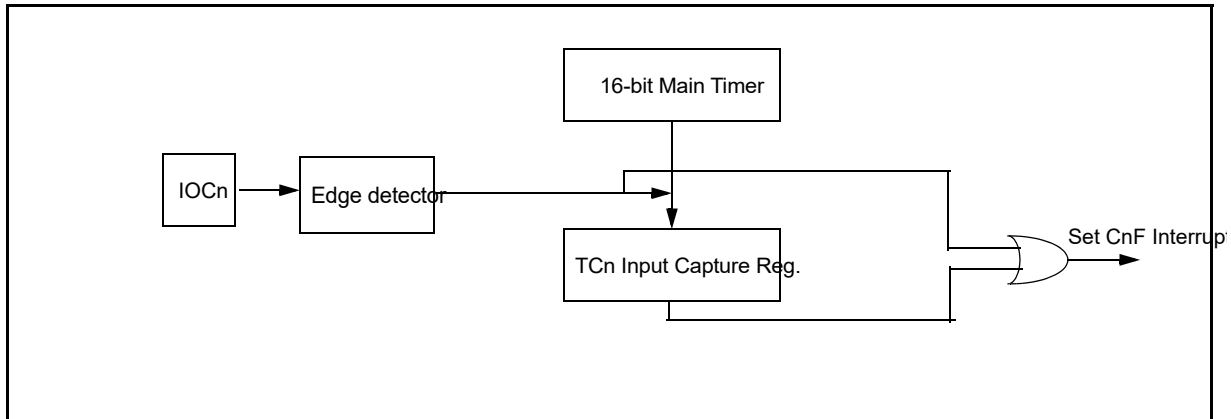 16-bit Main Timer
IOCn
Edge detector
TCn Input Capture Reg.
Set CnF Interrupt